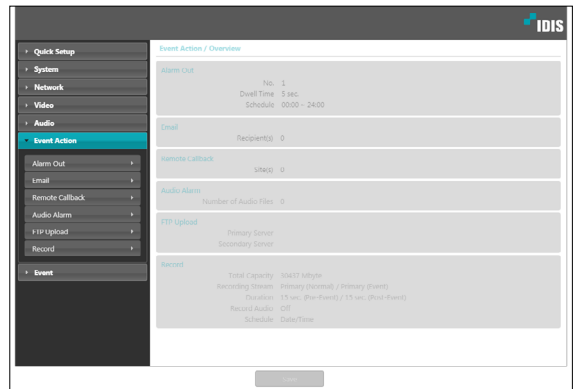 IDIS
Quick Setup
System
Network
Video
Audio
Event Action
Alarm Out
Email
Remote Callback
Audio Alarm
FTP Upload
Record
Event
Event Action / Overview
Alarm Out
No. 1
Dwell Time 5 sec.
Schedule 00:00 - 24:00
Email
Recipient(s) 0
Remote Callback
Site(s) 0
Audio Alarm
Number of Audio Files 0
FTP Upload
Primary Server
Secondary Server
Record
Total Capacity 30437 Mbyte
Recording Stream Primary (Normal) / Primary (Event)
Duration sec. (Pre-Event) / sec. (Post-Event)
Record Audio Off
Schedule Date/Time